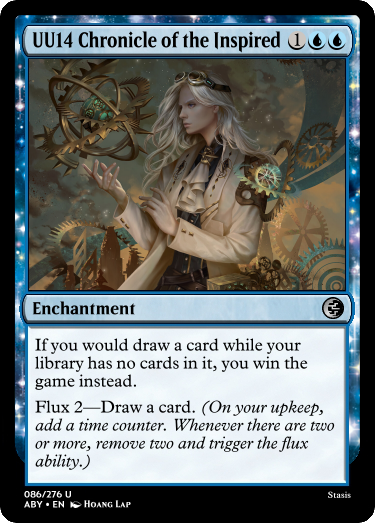 UU14 Chronicle of the Inspired 1
Enchantment
If you would draw a card while your
library has no cards in it, you win the
game instead.
Flux 2—Draw a card. (On your upkeep,
add a time counter. Whenever there are two
or more, remove two and trigger the flux
ability.)
086/276 U
Stasis
ABY • EN Hoang Lap